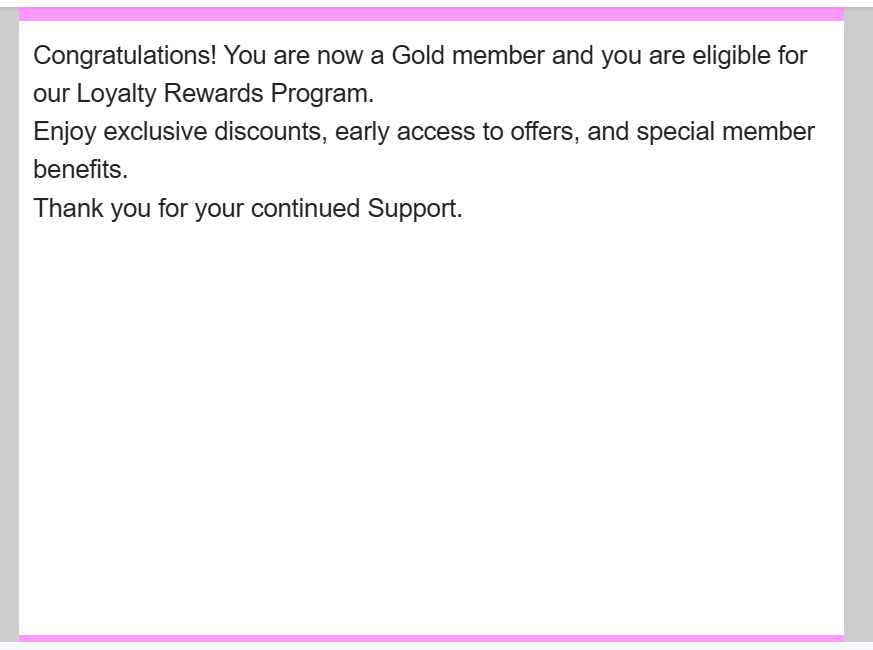 Congratulations! You are now a Gold member and you are eligible for
our Loyalty Rewards Program.
Enjoy exclusive discounts, early access to offers, and special member
benefits.
Thank you for your continued Support.